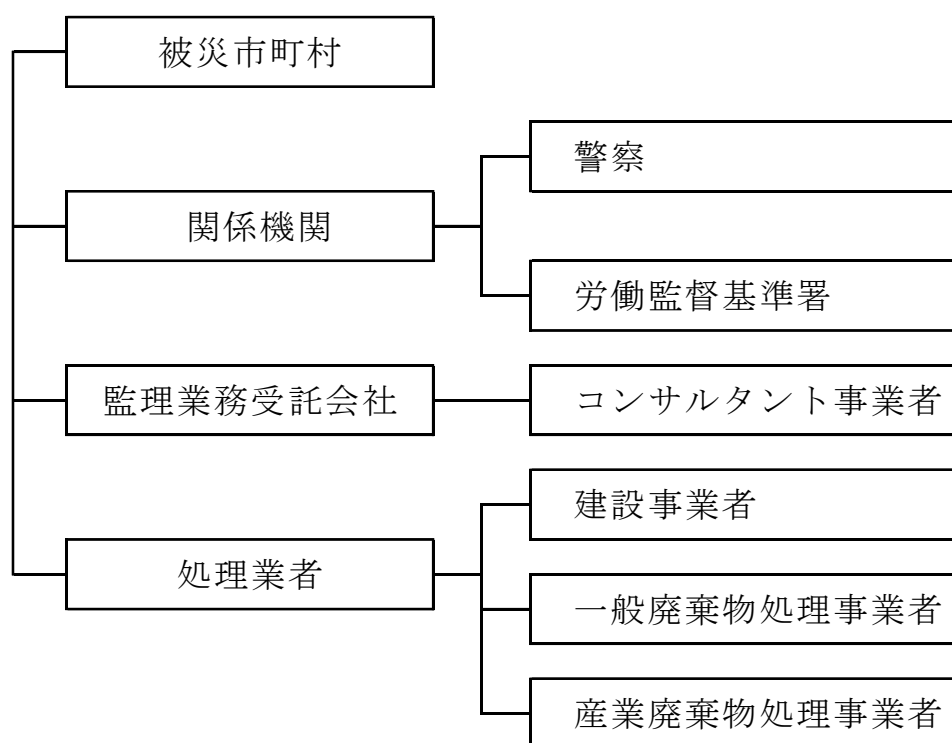 被災市町村
関係機関
警察
労働監督基準署
監理業務受託会社
コンサルタント事業者
処理業者
建設事業者
一般廃棄物処理事業者
産業廃棄物処理事業者